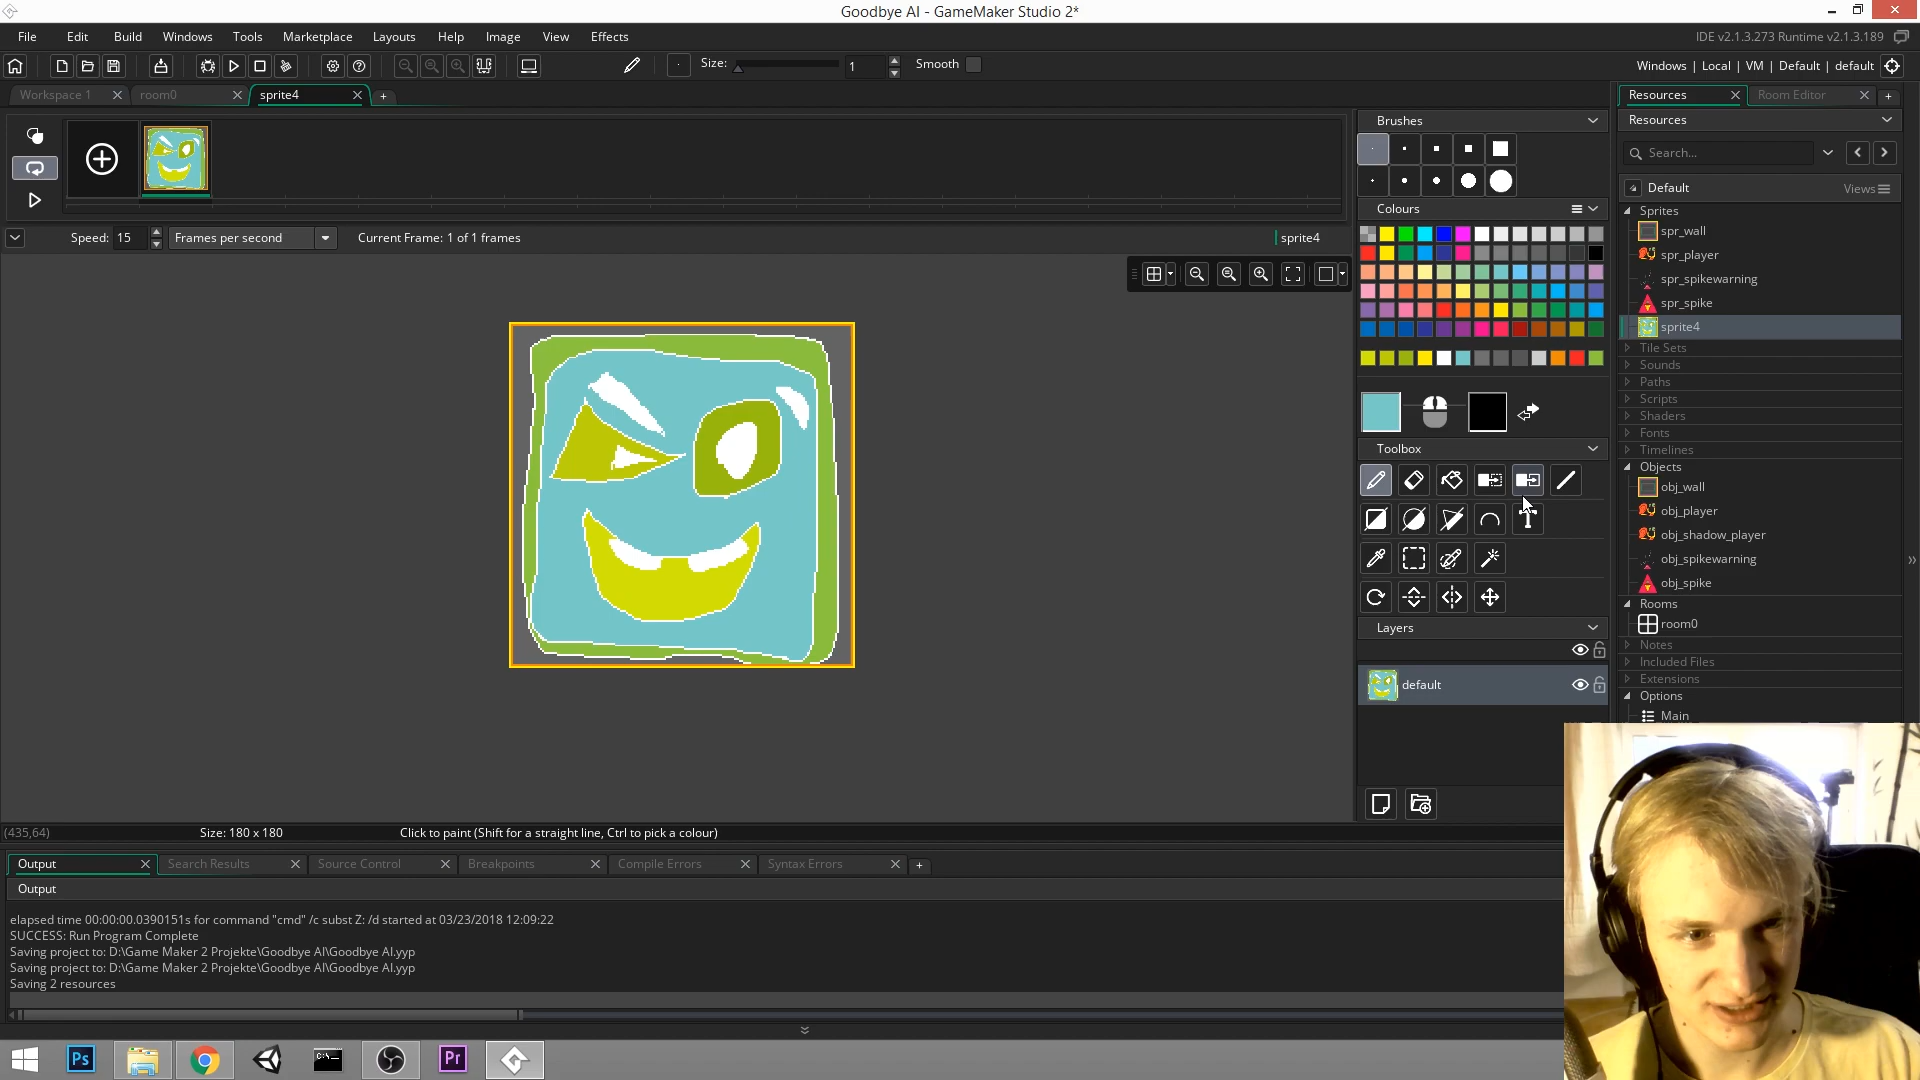 Goodbye AI - GameMaker Studio 2*
File Edit Build Windows Tools Marketplace Layouts Help Image View Effects
IDE v2.1.3.273 Runtime v2.1.3.189
Size: 1 Smooth
Windows | Local | VM | Default | default
Workspace 1 room0 sprite4
Resources Room Editor
Brushes
Resources
Search...
Default Views
Colours
Sprites
spr_wall
Speed: 15 Frames per second Current Frame: 1 of 1 frames sprite4
spr_player
spr_spikewarning
spr_spike
sprite4
Tile Sets
Sounds
Paths
Scripts
Shaders
Fonts
Toolbox
Timelines
Objects
obj_wall
obj_player
obj_shadow_player
obj_spikewarning
obj_spike
Rooms
room0
Layers
Notes
Included Files
Extensions
default
Options
Main
(435,64) Size: 180 x 180 Click to paint (Shift for a straight line, Ctrl to pick a colour)
Output Search Results Source Control Breakpoints Compile Errors Syntax Errors
Output
elapsed time 00:00:00.0390151s for command "cmd" /c subst Z: /d started at 03/23/2018 12:09:22
SUCCESS: Run Program Complete
Saving project to: D:\Game Maker 2 Projekte\Goodbye AI\Goodbye AI.yyp
Saving project to: D:\Game Maker 2 Projekte\Goodbye AI\Goodbye AI.yyp
Saving 2 resources
Ps
Pr